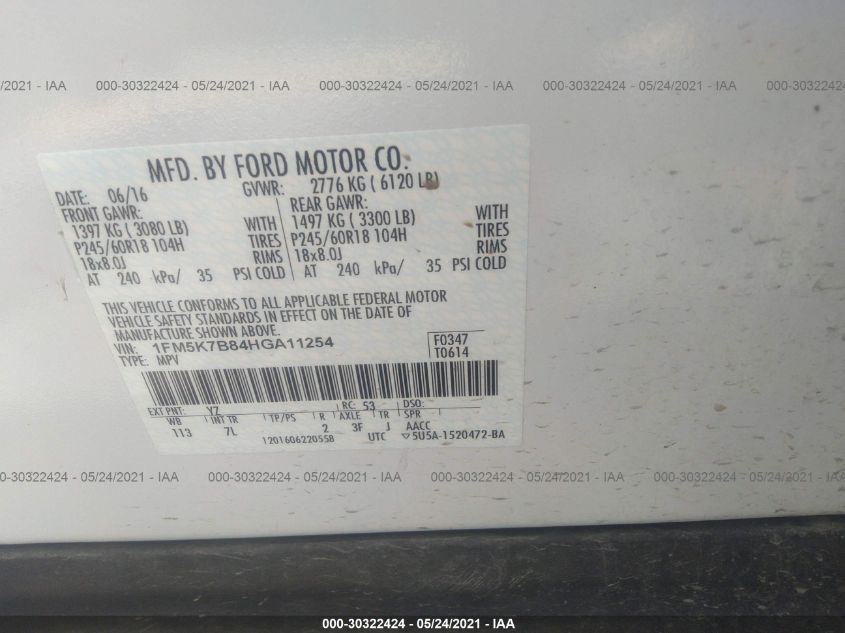 /2021 - IAA 000-30322424 - 05/24/2021 - IAA 000-30322424 - 05/24/2021 - IAA 000-30322424 - 05/24/2021 - IAA 000-30322424
MFD. BY FORD MOTOR CO.
DATE: 06/16 GVWR: 2776 KG ( 6120 LB)
FRONT GAWR: REAR GAWR:
1397 KG ( 3080 LB) WITH 1497 KG ( 3300 LB) WITH
P245/60R18 104H TIRES P245/60R18 104H TIRES
18x8.0J RIMS 18x8.0J RIMS
AT 240 kPa/ 35 PSI COLD AT 240 kPa/ 35 PSI COLD
THIS VEHICLE CONFORMS TO ALL APPLICABLE FEDERAL MOTOR
VEHICLE SAFETY STANDARDS IN EFFECT ON THE DATE OF
MANUFACTURE SHOWN ABOVE.
VIN: 1FM5K7B84HGA11254 F0347
TYPE: MPV T0614
EXT PNT: YZ RC: 53 DSO:
WB INT TR TP/PS R AXLE TR SPR
113 7L 2 3F J AACC
120160622055B UTC ▽5U5A-1520472-BA
0-30322424 - 05/24/2021 - IAA 000-30322424 - 05/24/2021 - IAA 000-30322424 - 05/24/2021 - IAA 000-30322424 - 05/24/2021
000-30322424 - 05/24/2021 - IAA